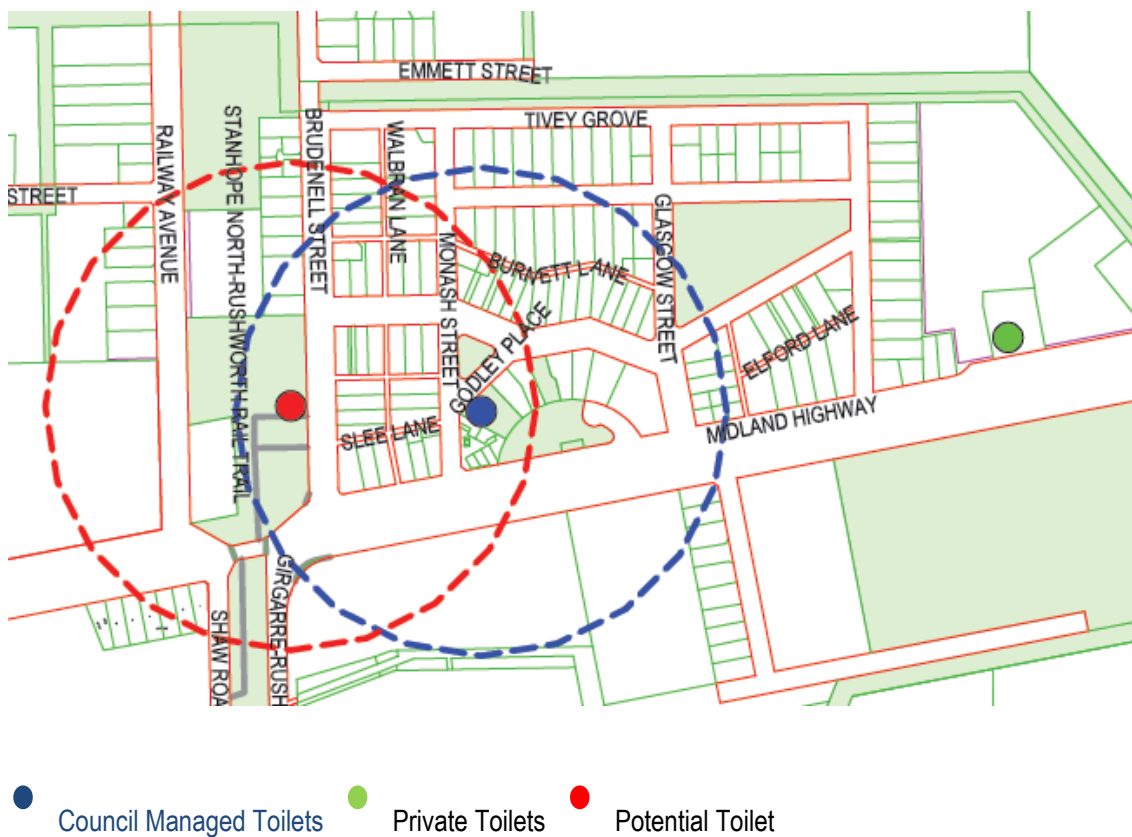 EMMETT STREET
TIVEY GROVE
RAILWAY AVENUE
STANHOPE NORTH-RUSHWORTH RAIL TRAIL
BRUDENELL STREET
WALBRAN LANE
STREET
MONASH STREET
BURNETT LANE
GLASGOW STREET
GODLEY PLACE
ELFORD LANE
SLEE LANE
MIDLAND HIGHWAY
GIRGARRE-RUSH
SHAW ROA
Council Managed Toilets Private Toilets Potential Toilet